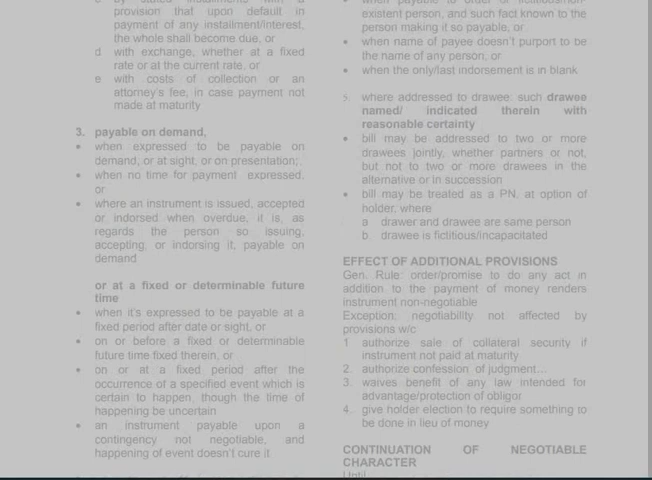 provision that upon default in
payment of any installment/interest,
the whole shall become due, or
d with exchange, whether at a fixed
rate or at the current rate, or
e with costs of collection or an
attorney's fee, in case payment not
made at maturity
3. payable on demand,
• when expressed to be payable on
demand, or at sight, or on presentation;
• when no time for payment expressed,
or
• where an instrument is issued, accepted
or indorsed when overdue, it is, as
regards the person so issuing,
accepting, or indorsing it, payable on
demand
or at a fixed or determinable future
time
• when it's expressed to be payable at a
fixed period after date or sight, or
• on or before a fixed or determinable
future time fixed therein, or
• on or at a fixed period after the
occurrence of a specified event which is
certain to happen, though the time of
happening be uncertain
• an instrument payable upon a
contingency not negotiable, and
happening of event doesn't cure it
existent person, and such fact known to the
person making it so payable, or
• when name of payee doesn't purport to be
the name of any person, or
• when the only/last indorsement is in blank
5. where addressed to drawee: such drawee
named/ indicated therein with
reasonable certainty
• bill may be addressed to two or more
drawees jointly, whether partners or not,
but not to two or more drawees in the
alternative or in succession
• bill may be treated as a PN, at option of
holder, where
a. drawer and drawee are same person
b. drawee is fictitious/incapacitated
EFFECT OF ADDITIONAL PROVISIONS
Gen. Rule: order/promise to do any act in
addition to the payment of money renders
instrument non-negotiable
Exception: negotiability not affected by
provisions w/c
1 authorize sale of collateral security if
instrument not paid at maturity
2. authorize confession of judgment...
3. waives benefit of any law intended for
advantage/protection of obligor
4. give holder election to require something to
be done in lieu of money
CONTINUATION OF NEGOTIABLE
CHARACTER